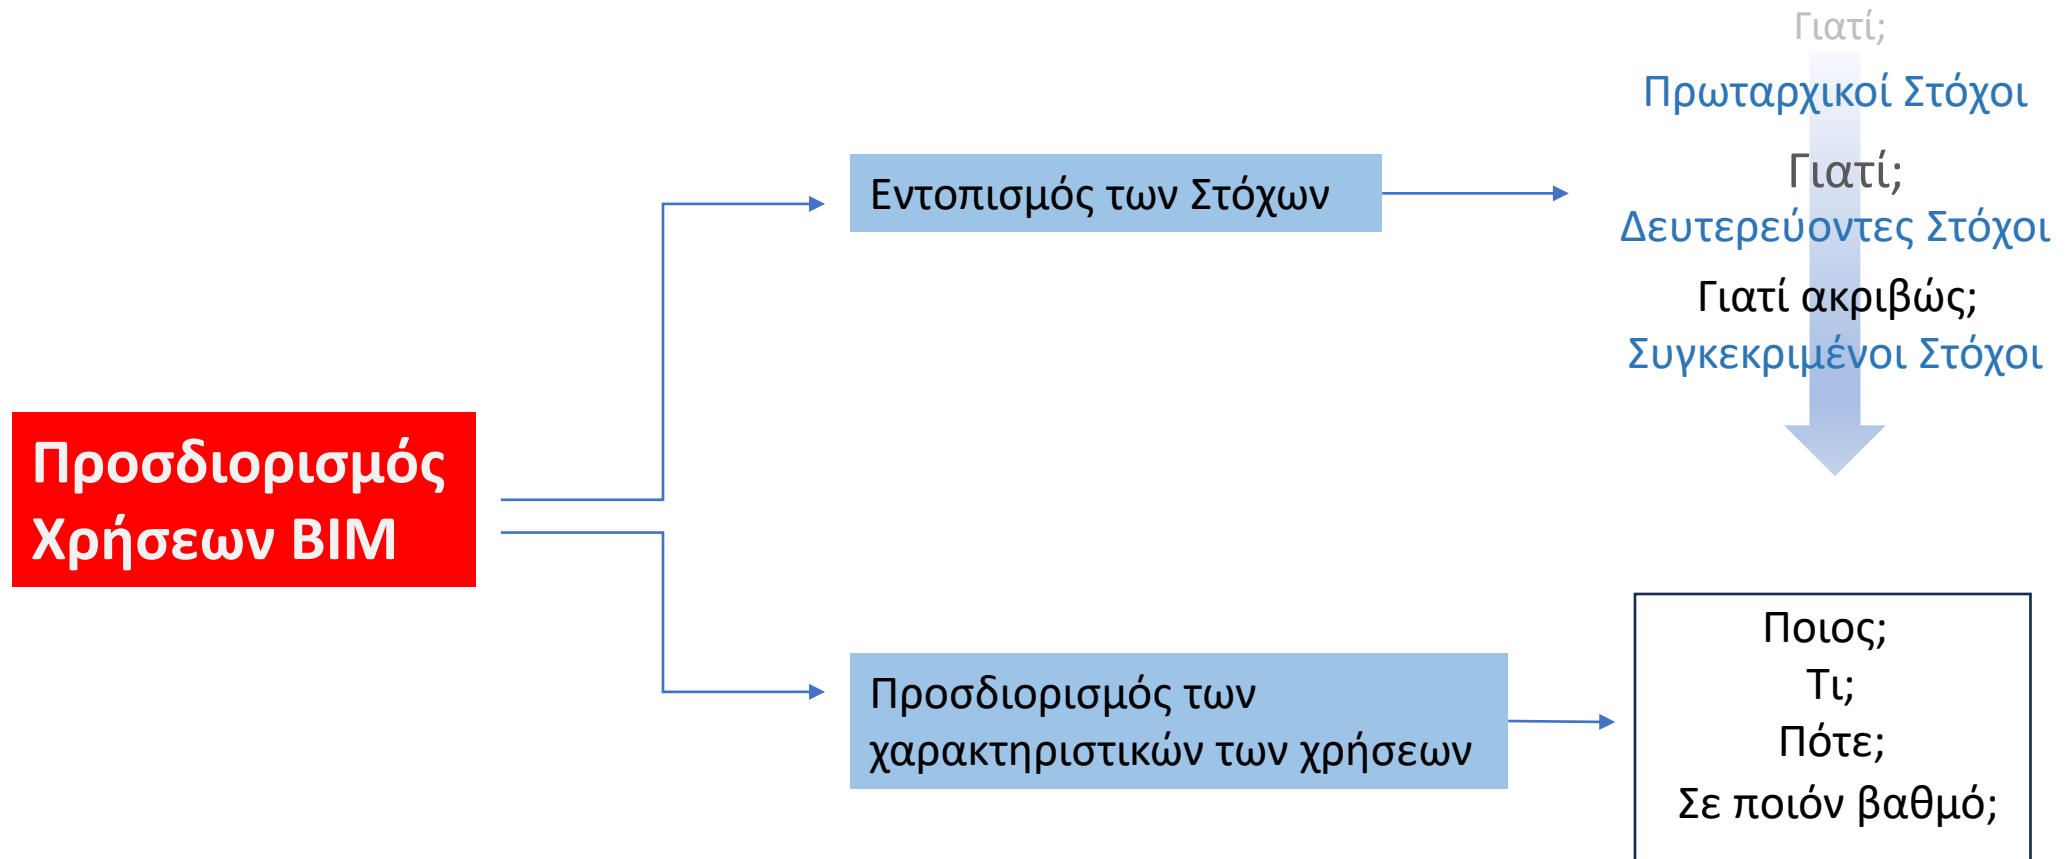 Προσδιορισμός
Χρήσεων BIM
Εντοπισμός των Στόχων
Γιατί;
Πρωταρχικοί Στόχοι
Γιατί;
Δευτερεύοντες Στόχοι
Γιατί ακριβώς;
Συγκεκριμένοι Στόχοι
Προσδιορισμός των
χαρακτηριστικών των χρήσεων
Ποιος;
Τι;
Πότε;
Σε ποιόν βαθμό;